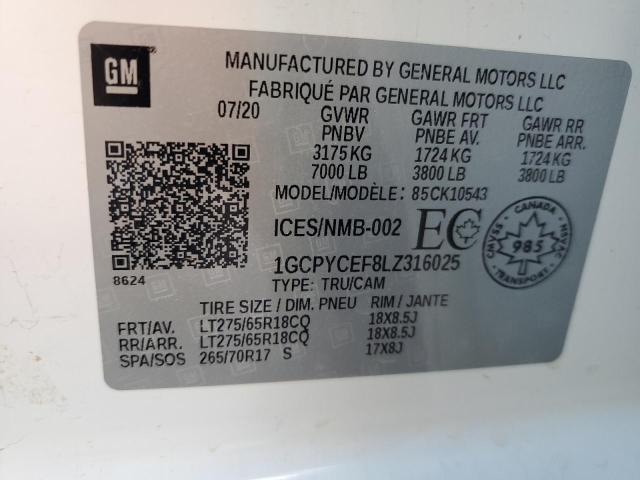 GM
MANUFACTURED BY GENERAL MOTORS LLC
FABRIQUÉ PAR GENERAL MOTORS LLC
07/20 GVWR GAWR FRT GAWR RR
PNBV PNBE AV. PNBE ARR.
3175 KG 1724 KG 1724 KG
7000 LB 3800 LB 3800 LB
MODEL/MODÈLE: 85CK10543
ICES/NMB-002 EC
CANADA
CMVSS 985 NSVAC
1GCPYCEF8LZ316025
8624
TYPE: TRU/CAM
TIRE SIZE / DIM. PNEU RIM / JANTE
FRT/AV. LT275/65R18CQ 18X8.5J
RR/ARR. LT275/65R18CQ 18X8.5J
SPA/SOS 265/70R17 S 17X8J